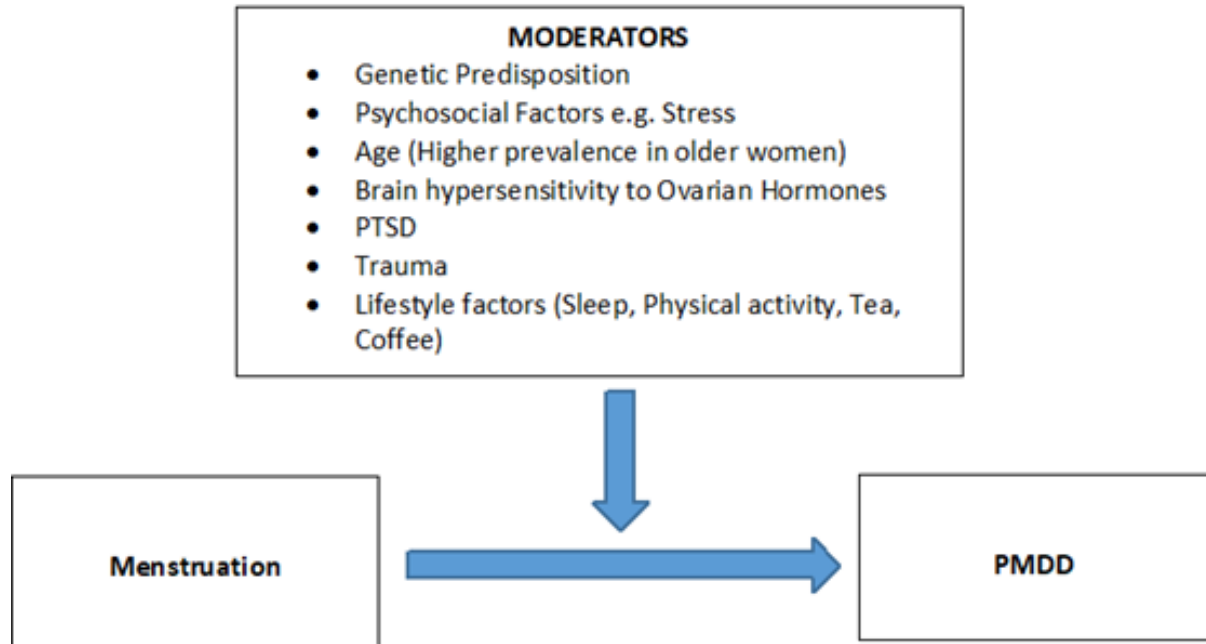 MODERATORS
• Genetic Predisposition
• Psychosocial Factors e.g. Stress
• Age (Higher prevalence in older women)
• Brain hypersensitivity to Ovarian Hormones
• PTSD
• Trauma
• Lifestyle factors (Sleep, Physical activity, Tea,
Coffee)
Menstruation
PMDD